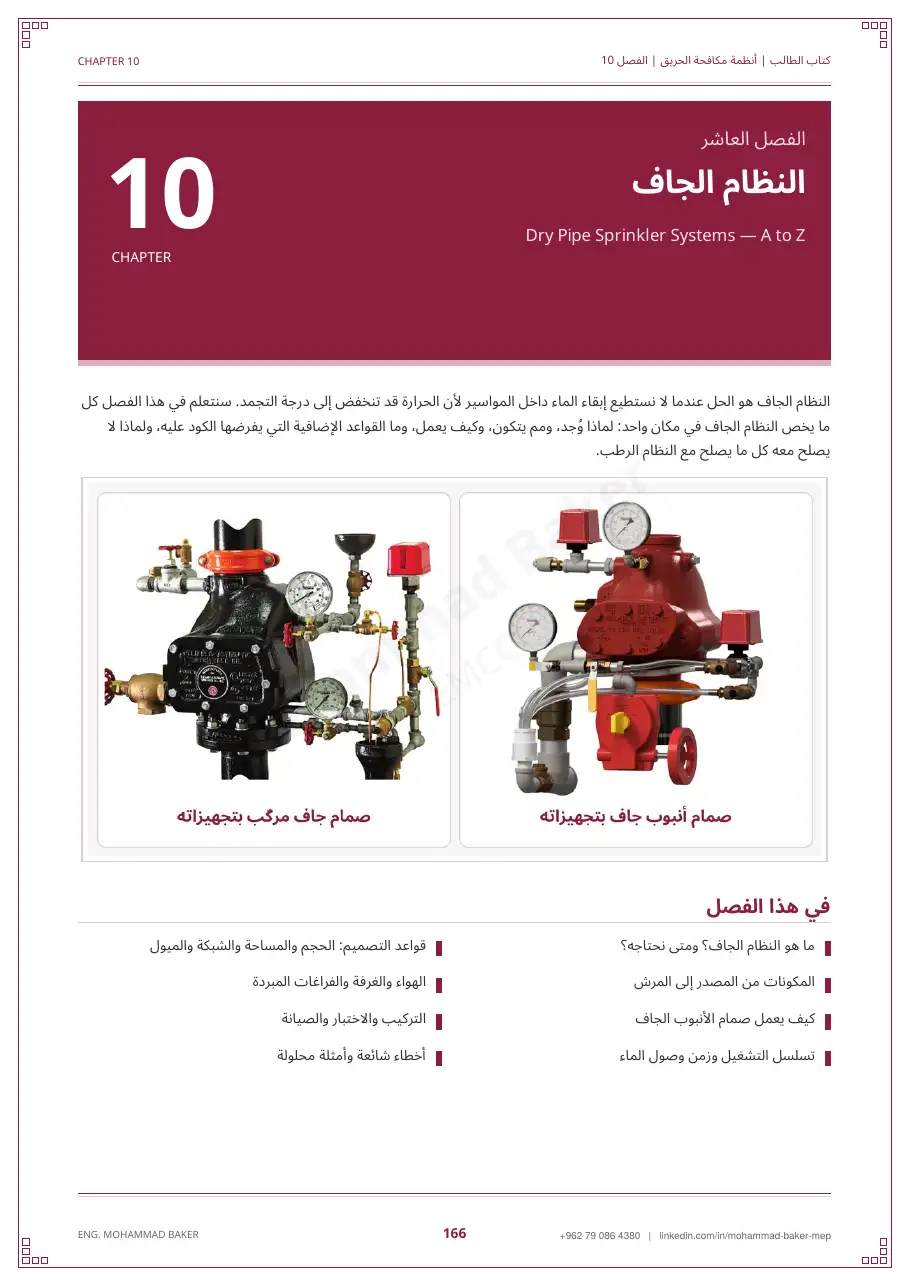 كتاب الطالب | أنظمة مكافحة الحريق | الفصل 10
CHAPTER 10
الفصل العاشر
النظام الجاف
Dry Pipe Sprinkler Systems — A to Z
10
CHAPTER
النظام الجاف هو الحل عندما لا نستطيع إبقاء الماء داخل المواسير لأن الحرارة قد تنخفض إلى درجة التجمد. سنتعلم في هذا الفصل كل
ما يخص النظام الجاف في مكان واحد: لماذا وُجد، ومم يتكون، وكيف يعمل، وما القواعد الإضافية التي يفرضها الكود عليه، ولماذا لا
يصلح معه كل ما يصلح مع النظام الرطب.
صمام أنبوب جاف بتجهيزاته
صمام جاف مركّب بتجهيزاته
في هذا الفصل
ما هو النظام الجاف؟ ومتى نحتاجه؟
المكونات من المصدر إلى المرش
كيف يعمل صمام الأنبوب الجاف
تسلسل التشغيل وزمن وصول الماء
قواعد التصميم: الحجم والمساحة والشبكة والميول
الهواء والغرفة والفراغات المبردة
التركيب والاختبار والصيانة
أخطاء شائعة وأمثلة محلولة
ENG. MOHAMMAD BAKER
166
+962 79 086 4380 | linkedin.com/in/mohammad-baker-mep